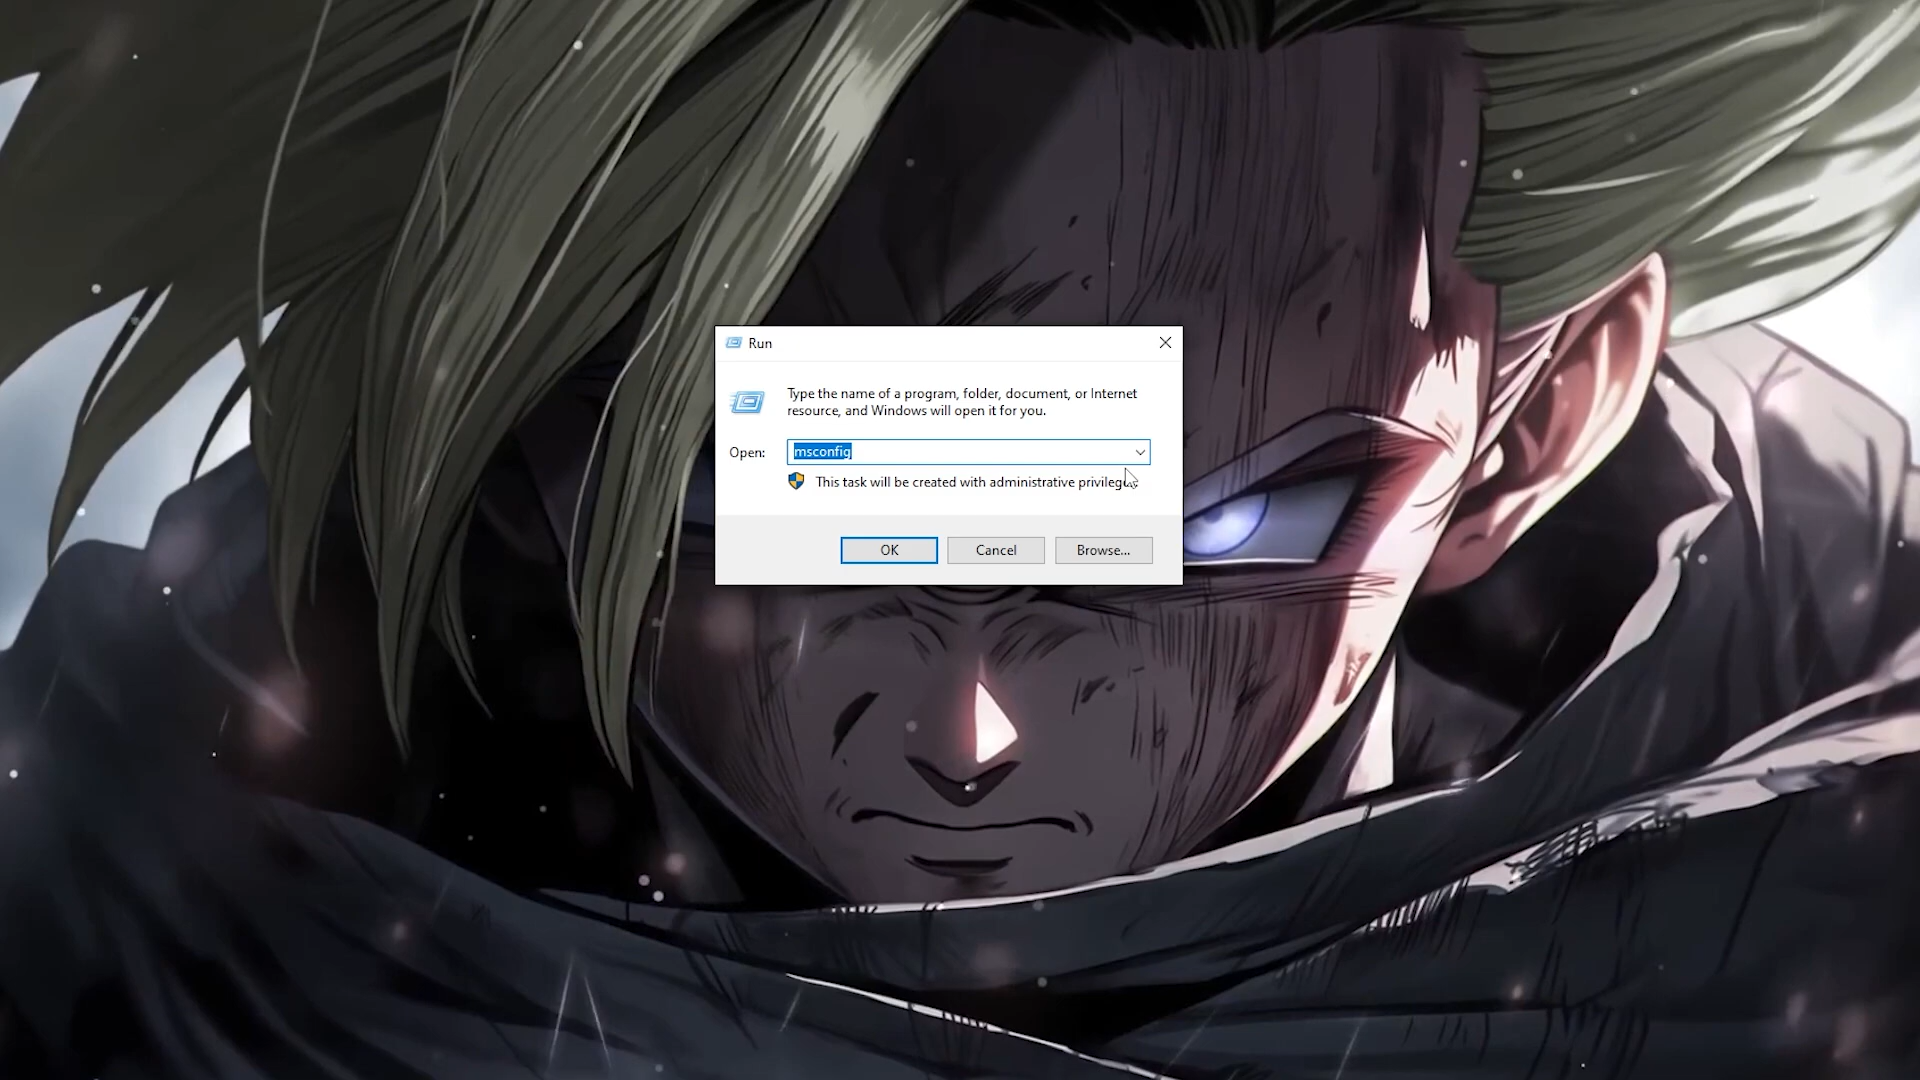 Run
Type the name of a program, folder, document, or Internet
resource, and Windows will open it for you.
Open:
msconfig
This task will be created with administrative privileges.
OK
Cancel
Browse...